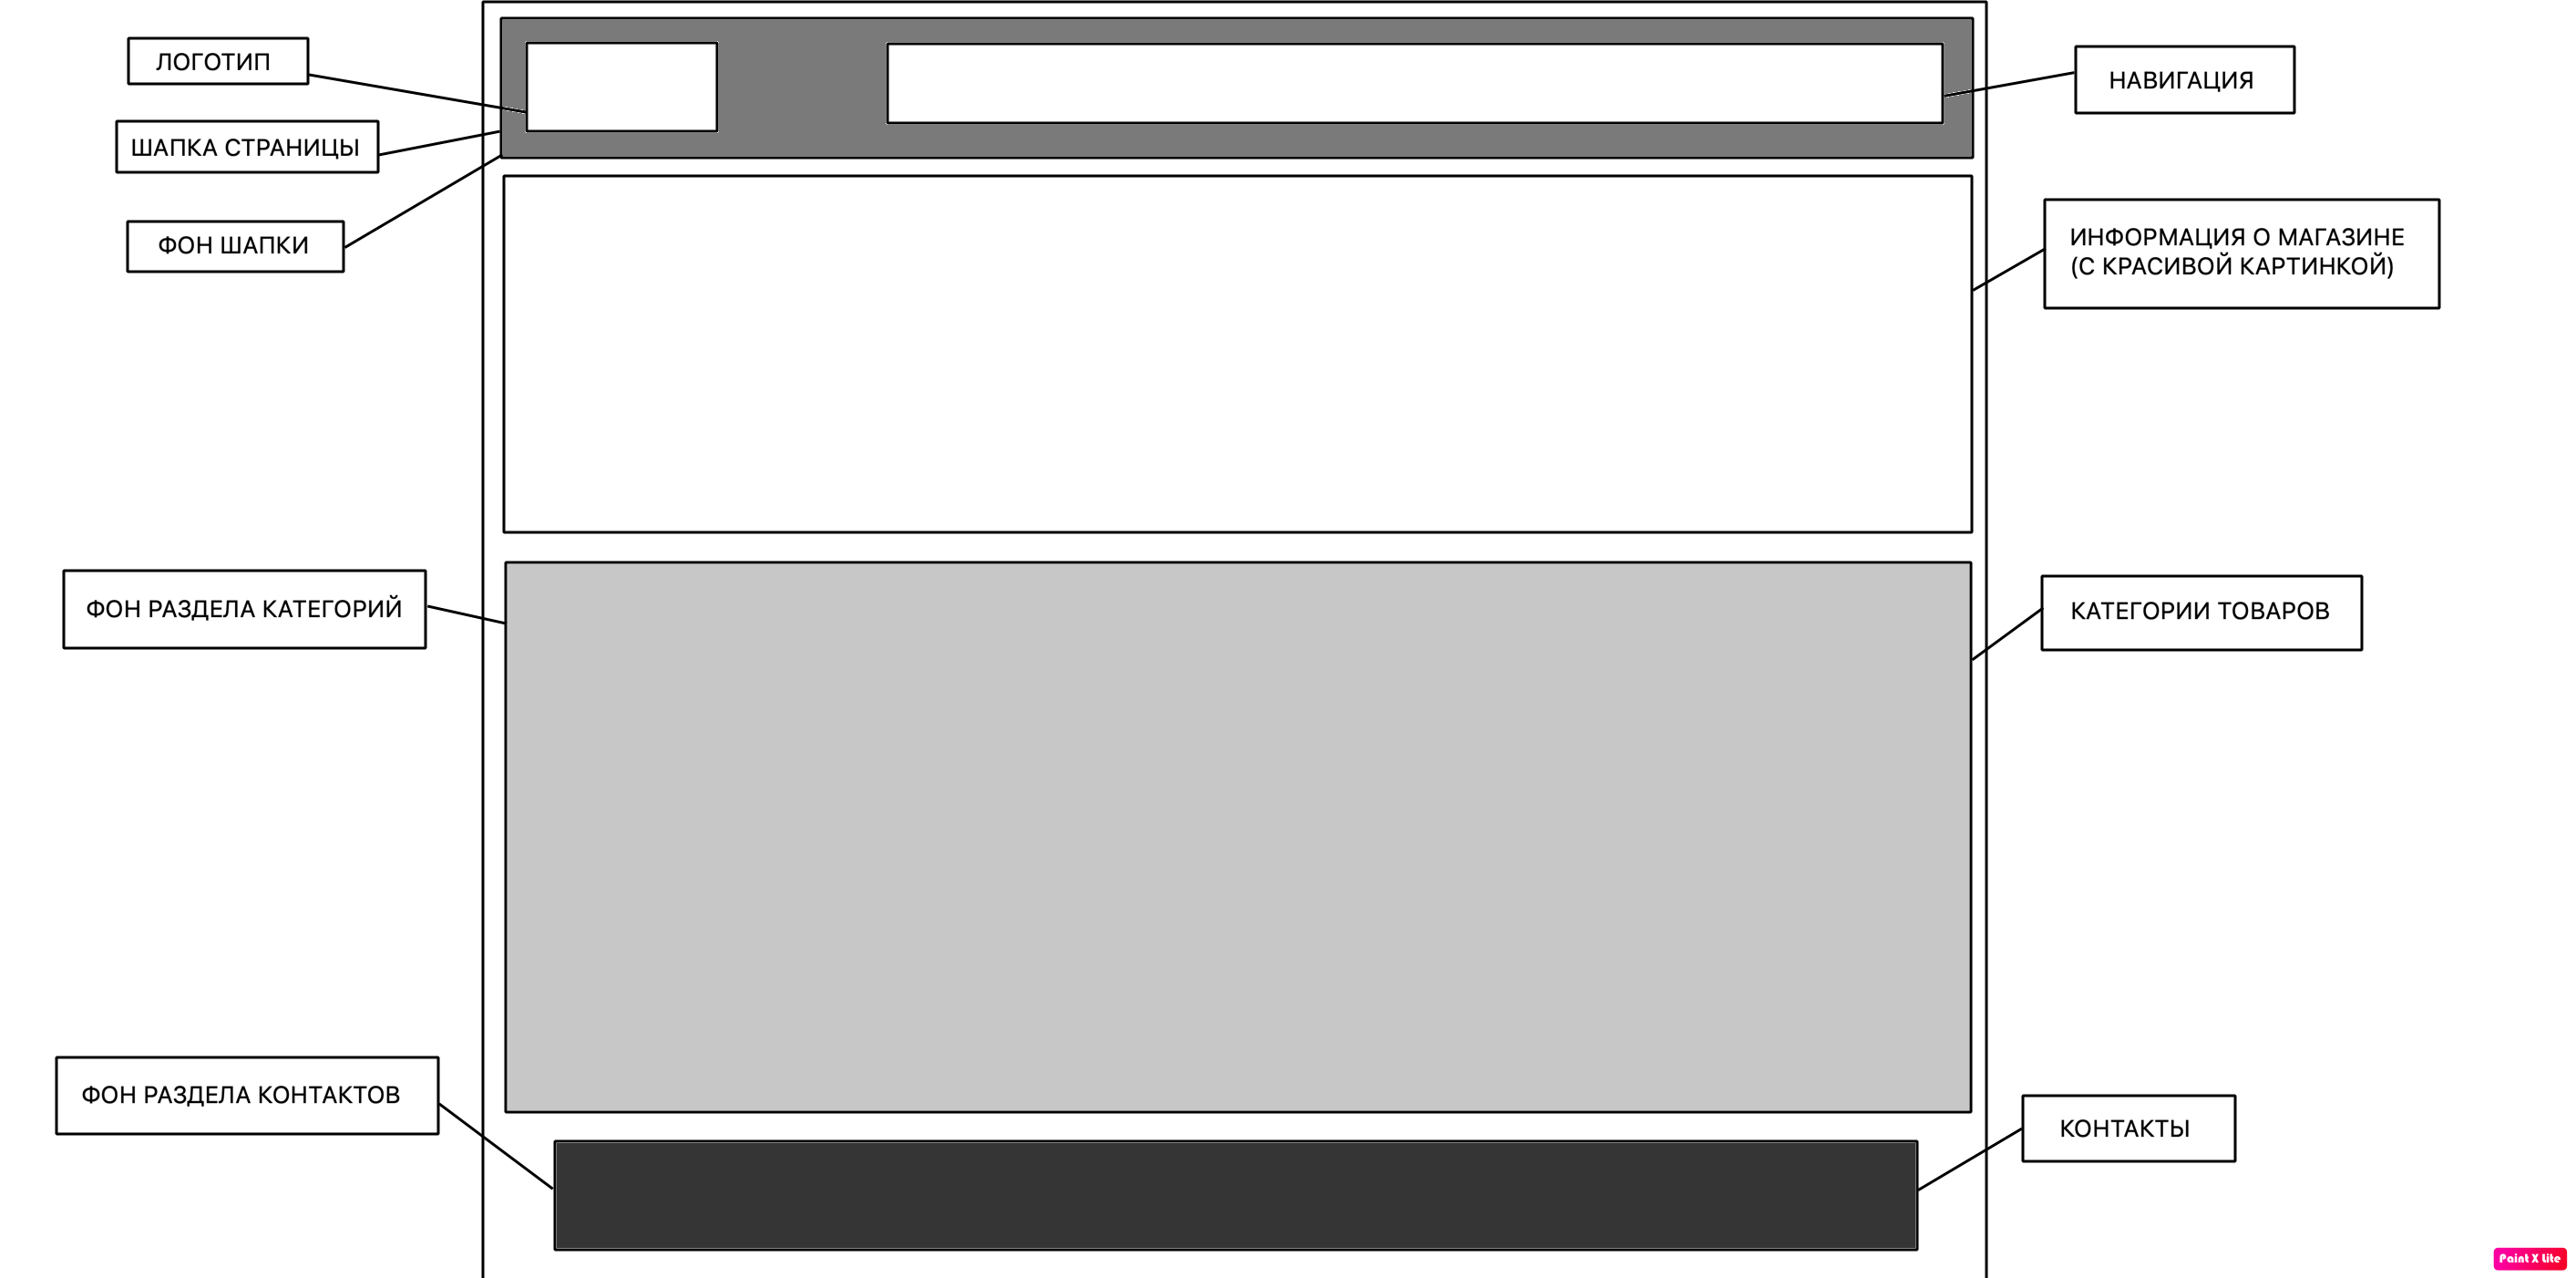 ЛОГОТИП
НАВИГАЦИЯ
ШАПКА СТРАНИЦЫ
ФОН ШАПКИ
ИНФОРМАЦИЯ О МАГАЗИНЕ
(С КРАСИВОЙ КАРТИНКОЙ)
ФОН РАЗДЕЛА КАТЕГОРИЙ
КАТЕГОРИИ ТОВАРОВ
ФОН РАЗДЕЛА КОНТАКТОВ
КОНТАКТЫ
Paint X Lite